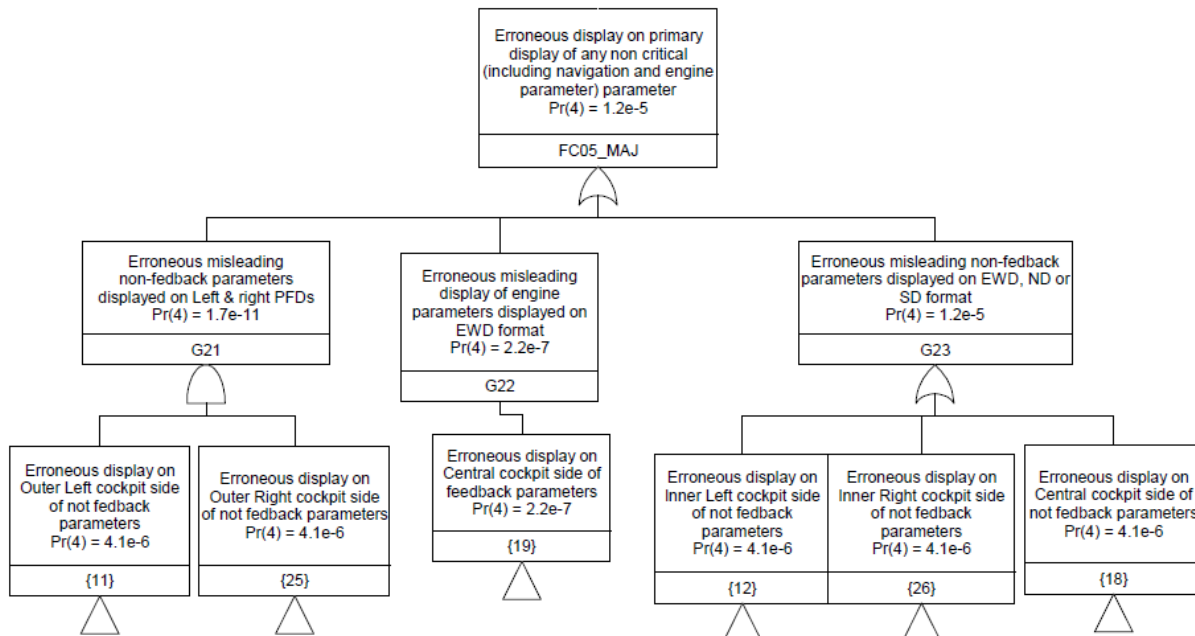 Erroneous display on primary
display of any non critical
(including navigation and engine
parameter) parameter
Pr(4) = 1.2e-5
FC05_MAJ
Erroneous misleading
non-fedback parameters
displayed on Left & right PFDs
Pr(4) = 1.7e-11
G21
Erroneous misleading
display of engine
parameters displayed on
EWD format
Pr(4) = 2.2e-7
G22
Erroneous misleading non-feedback
parameters displayed on EWD, ND or
SD format
Pr(4) = 1.2e-5
G23
Erroneous display on
Outer Left cockpit side
of not fedback
parameters
Pr(4) = 4.1e-6
{11}
Erroneous display on
Outer Right cockpit side
of not fedback parameters
Pr(4) = 4.1e-6
{25}
Erroneous display on
Central cockpit side of
feedback parameters
Pr(4) = 2.2e-7
{19}
Erroneous display on
Inner Left cockpit side
of not fedback
parameters
Pr(4) = 4.1e-6
{12}
Erroneous display on
Inner Right cockpit side
of not fedback
parameters
Pr(4) = 4.1e-6
{26}
Erroneous display on
Central cockpit side of
not fedback parameters
Pr(4) = 4.1e-6
{18}